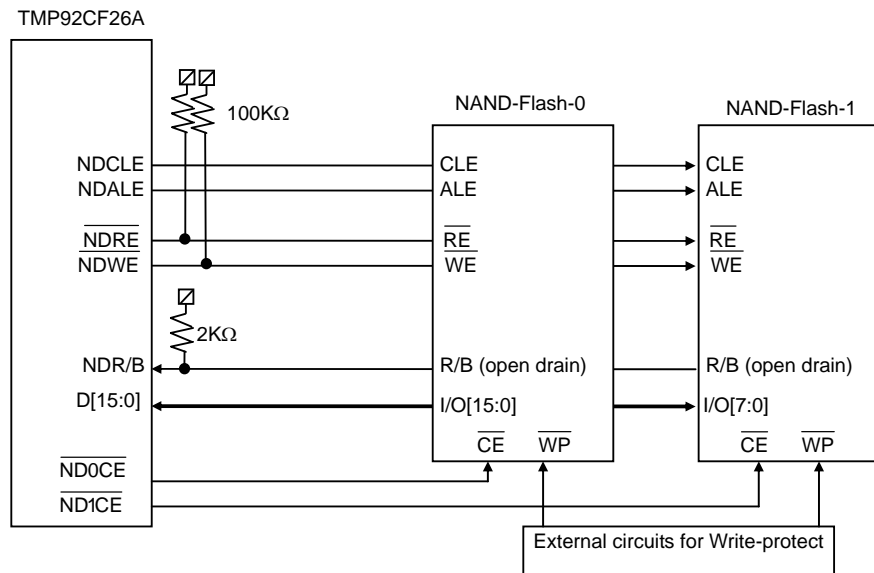 TMP92CF26A
NAND-Flash-0
NAND-Flash-1
100KΩ
NDCLE
CLE
CLE
NDALE
ALE
ALE
NDRE
RE
RE
NDWE
WE
WE
2KΩ
NDR/B
R/B (open drain)
R/B (open drain)
D[15:0]
I/O[15:0]
I/O[7:0]
CE
WP
CE
WP
ND0CE
ND1CE
External circuits for Write-protect